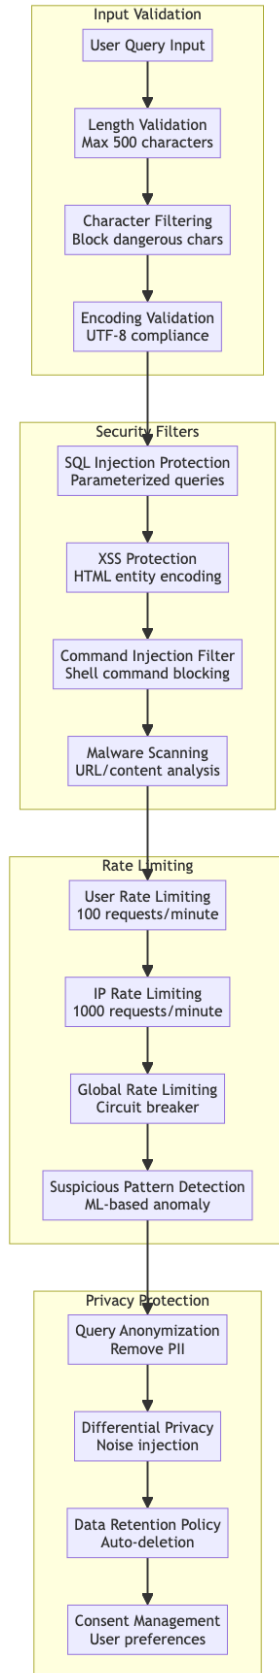 Input Validation
User Query Input
Length Validation
Max 500 characters
Character Filtering
Block dangerous chars
Encoding Validation
UTF-8 compliance
Security Filters
SQL Injection Protection
Parameterized queries
XSS Protection
HTML entity encoding
Command Injection Filter
Shell command blocking
Malware Scanning
URL/content analysis
Rate Limiting
User Rate Limiting
100 requests/minute
IP Rate Limiting
1000 requests/minute
Global Rate Limiting
Circuit breaker
Suspicious Pattern Detection
ML-based anomaly
Privacy Protection
Query Anonymization
Remove PII
Differential Privacy
Noise injection
Data Retention Policy
Auto-deletion
Consent Management
User preferences